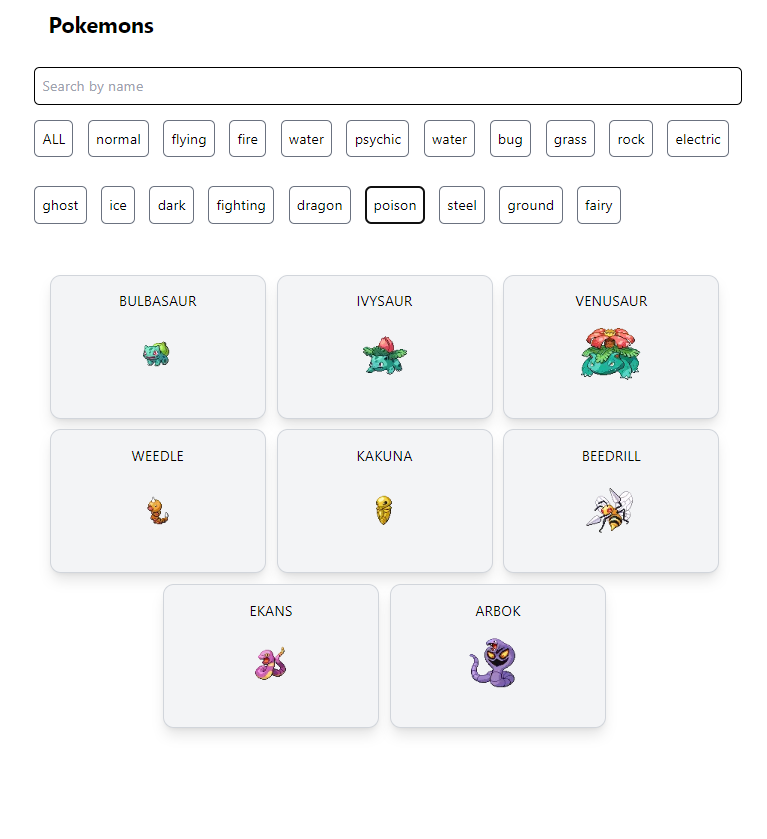 Pokemons
Search by name
ALL normal flying fire water psychic water bug grass rock electric
ghost ice dark fighting dragon poison steel ground fairy
BULBASAUR IVYSAUR VENUSAUR
WEEDLE KAKUNA BEEDRILL
EKANS ARBOK